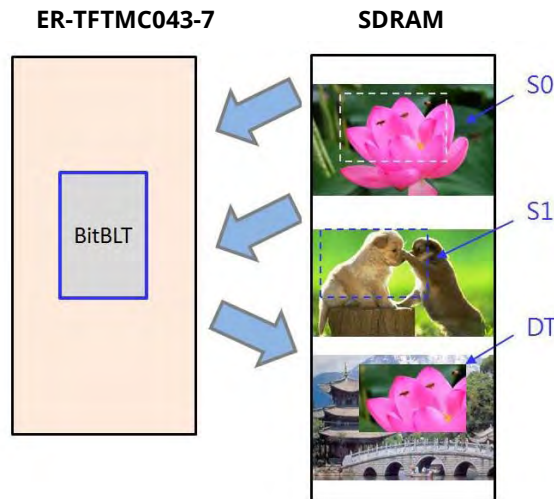 ER-TFTMC043-7
SDRAM
S0
S1
BitBLT
DT